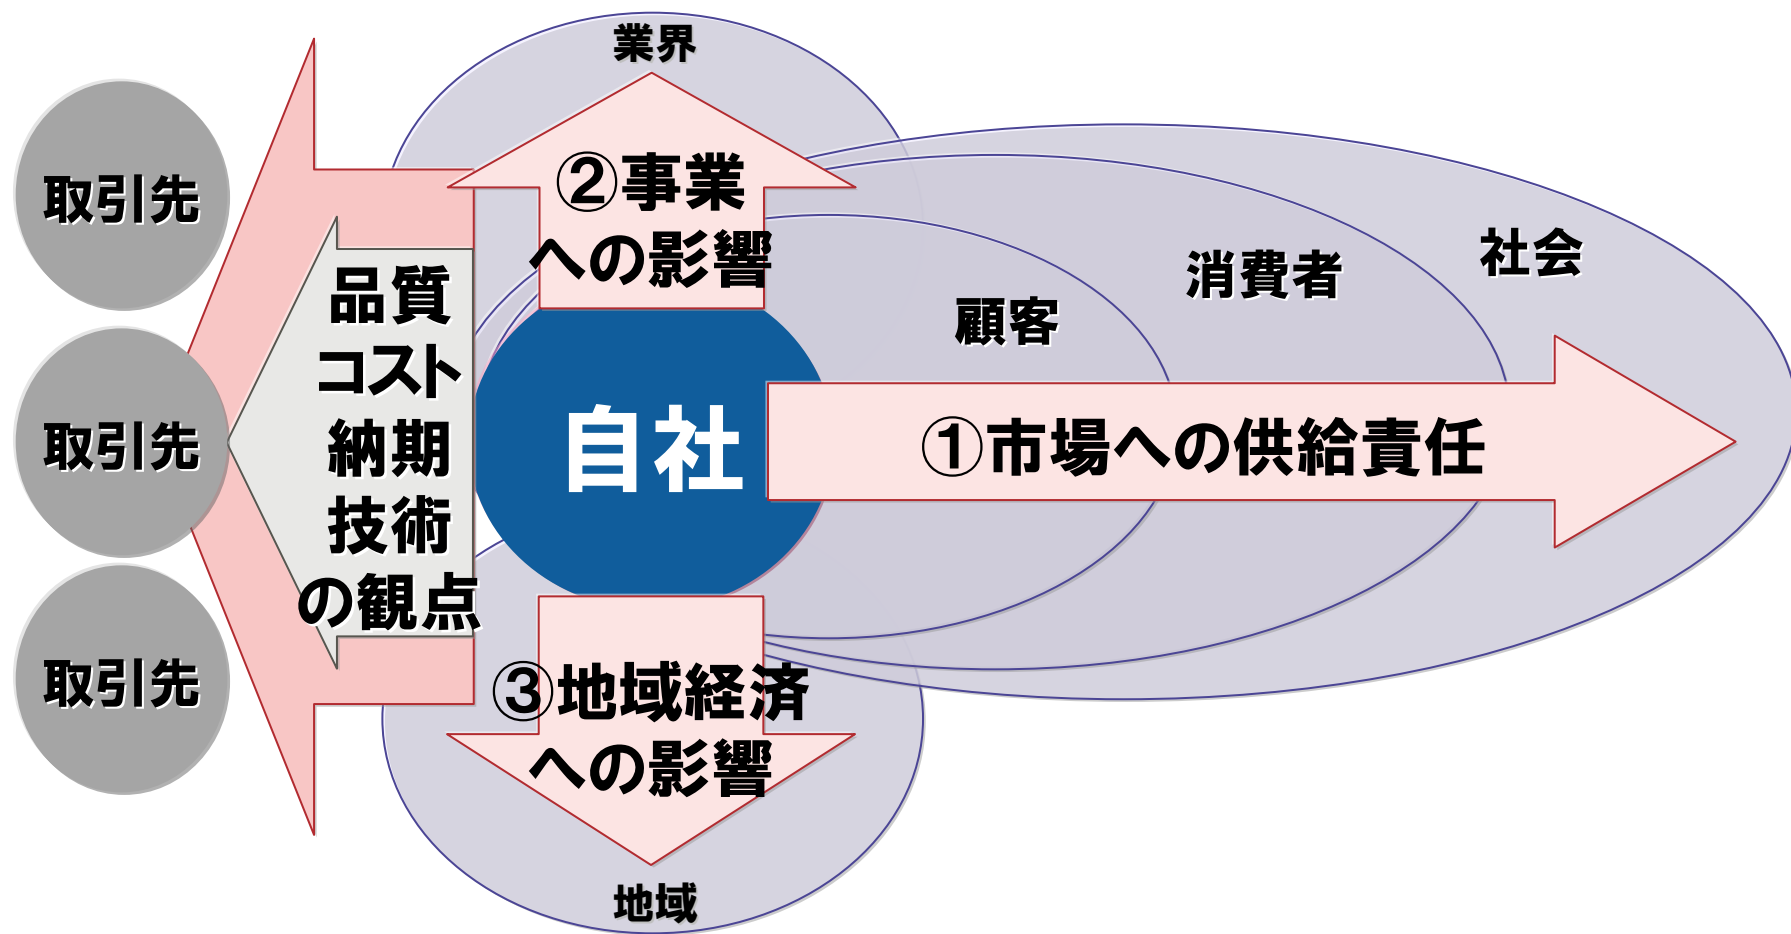 業界
②事業
への影響
取引先
取引先
取引先
品質
コスト
納期
技術
の観点
自社
顧客
消費者
社会
①市場への供給責任
③地域経済
への影響
地域